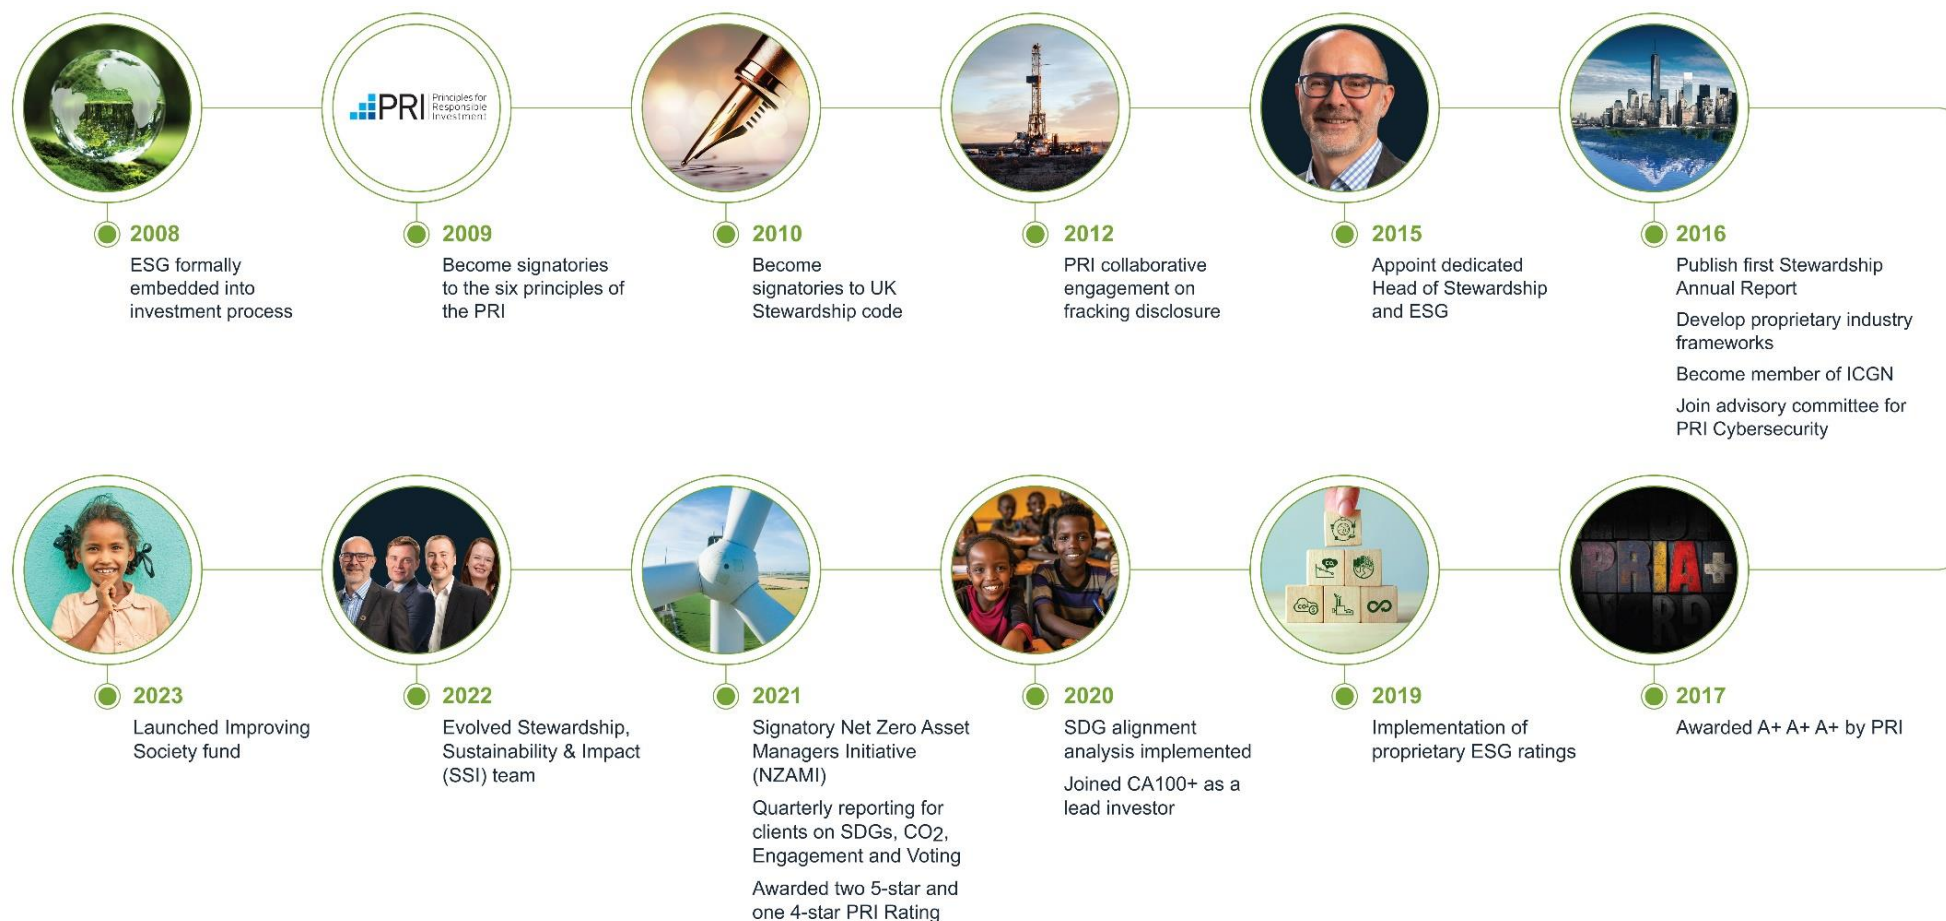 PRI
Principles for
Responsible
Investment
2008
ESG formally
embedded into
investment process
2009
Become signatories
to the six principles of
the PRI
2010
Become
signatories to UK
Stewardship code
2012
PRI collaborative
engagement on
fracking disclosure
2015
Appoint dedicated
Head of Stewardship
and ESG
2016
Publish first Stewardship
Annual Report
Develop proprietary industry
frameworks
Become member of ICGN
Join advisory committee for
PRI Cybersecurity
PRIA+
2023
Launched Improving
Society fund
2022
Evolved Stewardship,
Sustainability & Impact
(SSI) team
2021
Signatory Net Zero Asset
Managers Initiative
(NZAMI)
Quarterly reporting for
clients on SDGs, CO2,
Engagement and Voting
Awarded two 5-star and
one 4-star PRI Rating
2020
SDG alignment
analysis implemented
Joined CA100+ as a
lead investor
2019
Implementation of
proprietary ESG ratings
2017
Awarded A+ A+ A+ by PRI